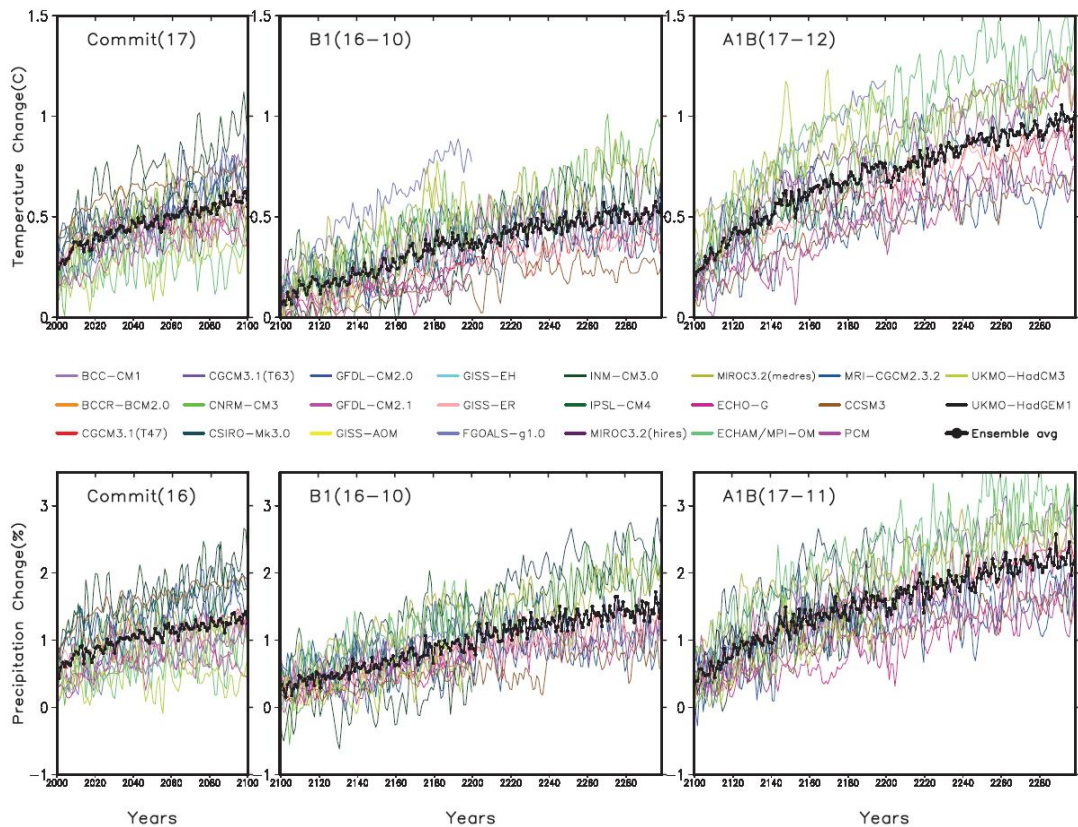 Commit(17)
B1(16−10)
A1B(17−12)
Temperature Change(C)
1.5
1
0.5
0
1.5
1
0.5
0
1.5
1
0.5
0
2000 2020 2040 2060 2080 2100
2100 2120 2140 2160 2180 2200 2220 2240 2260 2280
2100 2120 2140 2160 2180 2200 2220 2240 2260 2280
BCC−CM1 CGCM3.1(T63) GFDL−CM2.0 GISS−EH INM−CM3.0 MIROC3.2(medres) MRI−CGCM2.3.2 UKMO−HadCM3
BCCR−BCM2.0 CNRM−CM3 GFDL−CM2.1 GISS−ER IPSL−CM4 ECHO−G CCSM3 UKMO−HadGEM1
CGCM3.1(T47) CSIRO−Mk3.0 GISS−AOM FGOALS−g1.0 MIROC3.2(hires) ECHAM/MPI−OM PCM Ensemble avg
Commit(16)
B1(16−10)
A1B(17−11)
Precipitation Change(%)
3
2
1
0
−1
3
2
1
0
−1
3
2
1
0
−1
2000 2020 2040 2060 2080 2100
2100 2120 2140 2160 2180 2200 2220 2240 2260 2280
2100 2120 2140 2160 2180 2200 2220 2240 2260 2280
Years
Years
Years